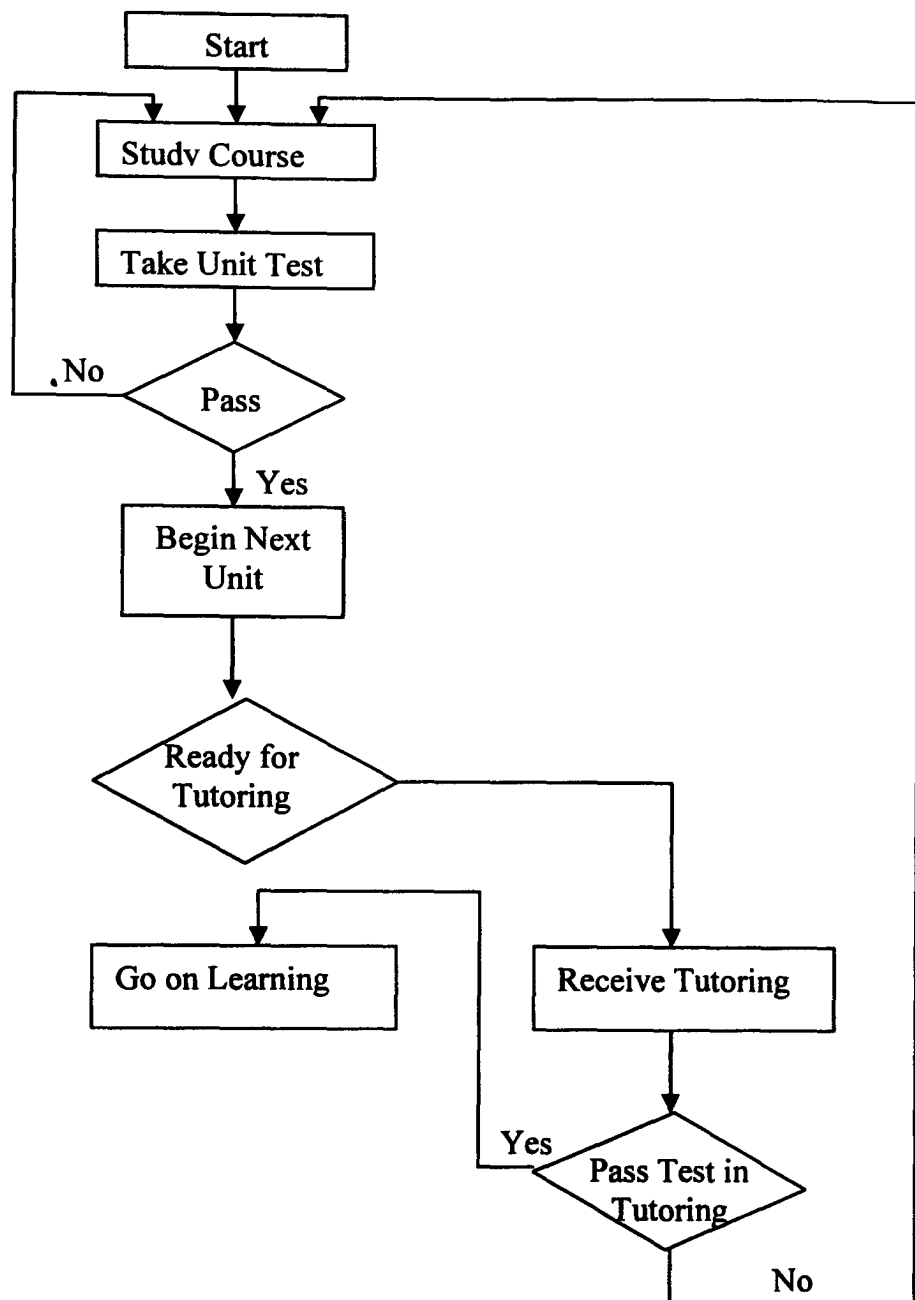 Start
Study Course
Take Unit Test
No
Pass
Yes
Begin Next
Unit
Ready for
Tutoring
Go on Learning
Receive Tutoring
Yes
Pass Test in
Tutoring
No